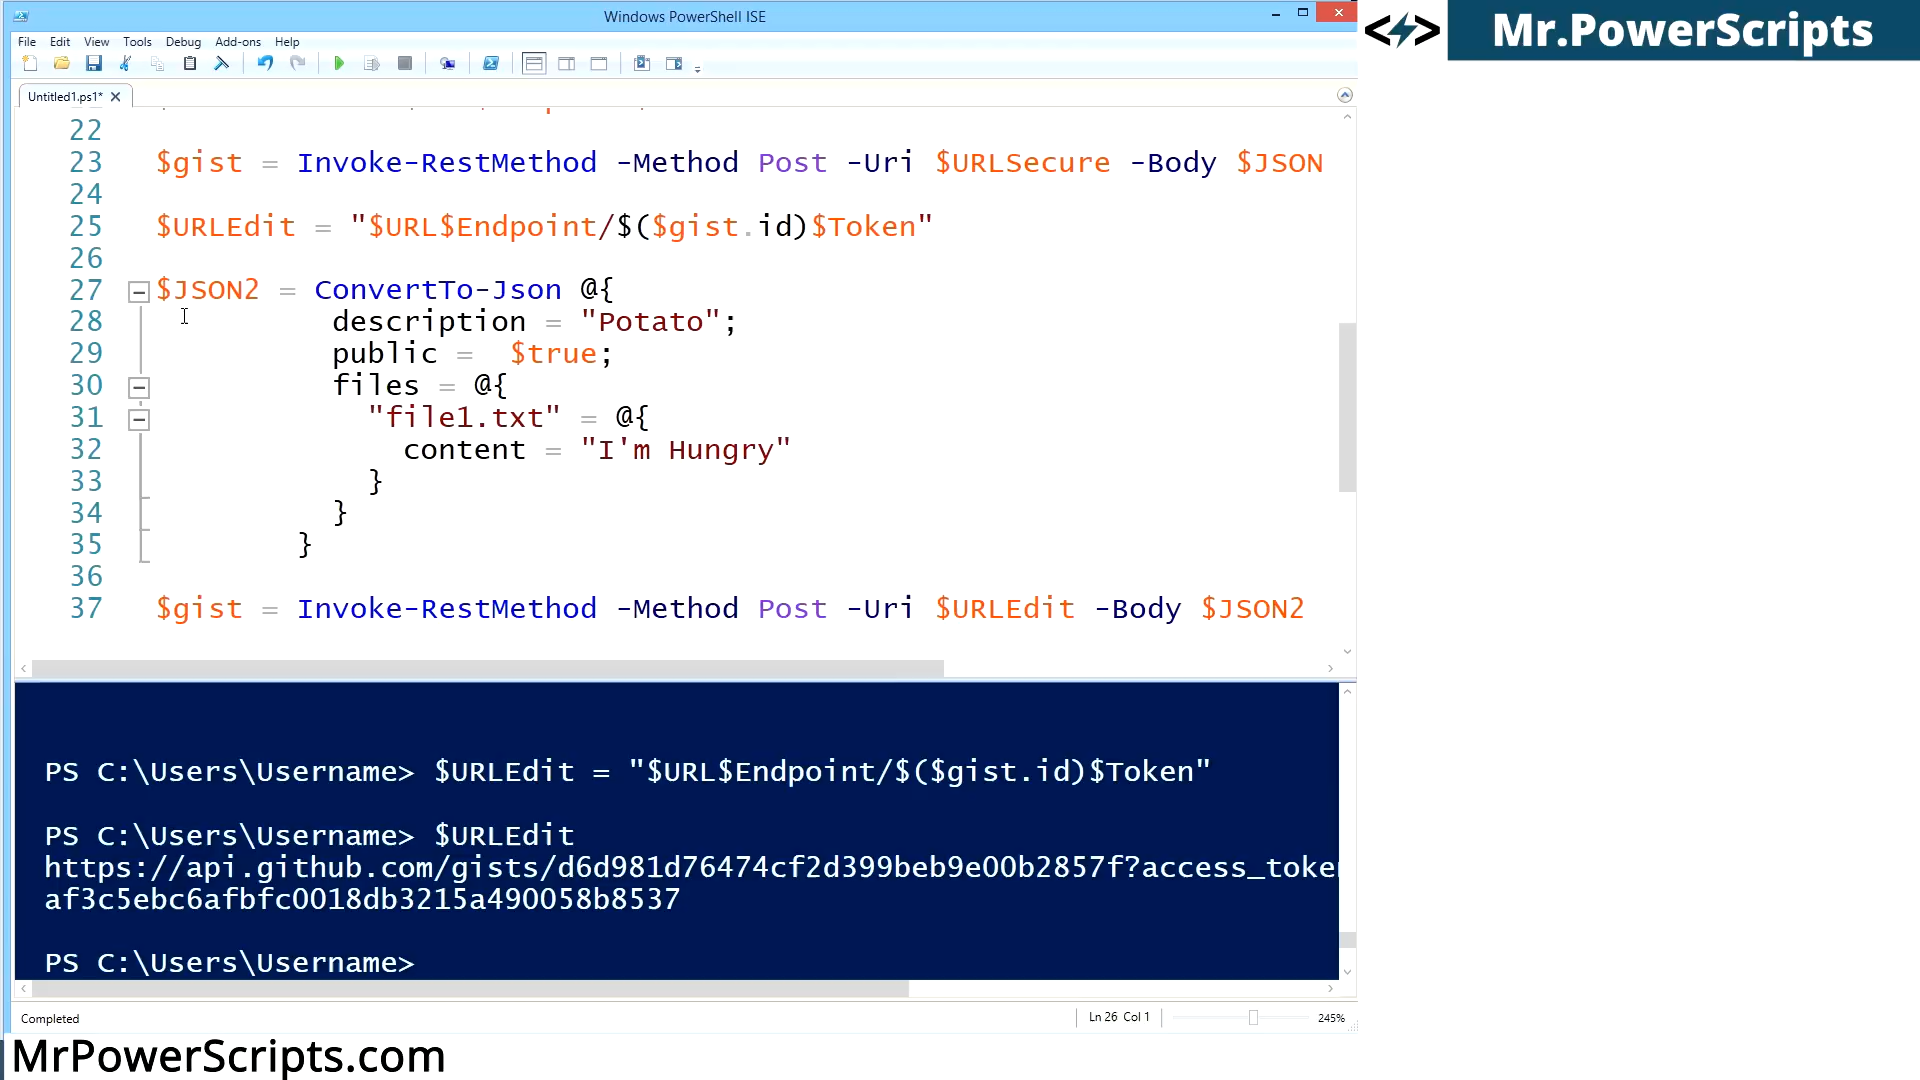 Windows PowerShell ISE
Mr.PowerScripts
File Edit View Tools Debug Add-ons Help
Untitled1.ps1*
22
23 $gist = Invoke-RestMethod -Method Post -Uri $URLSecure -Body $JSON
24
25 $URLEdit = "$URL$Endpoint/$($gist.id)$Token"
26
27 $JSON2 = ConvertTo-Json @{
28 description = "Potato";
29 public = $true;
30 files = @{
31 "file1.txt" = @{
32 content = "I'm Hungry"
33 }
34 }
35 }
36
37 $gist = Invoke-RestMethod -Method Post -Uri $URLEdit -Body $JSON2
PS C:\Users\Username> $URLEdit = "$URL$Endpoint/$($gist.id)$Token"
PS C:\Users\Username> $URLEdit
https://api.github.com/gists/d6d981d76474cf2d399beb9e00b2857f?access_token
af3c5ebc6afbfc0018db3215a490058b8537
PS C:\Users\Username>
Completed Ln 26 Col 1 245%
MrPowerScripts.com